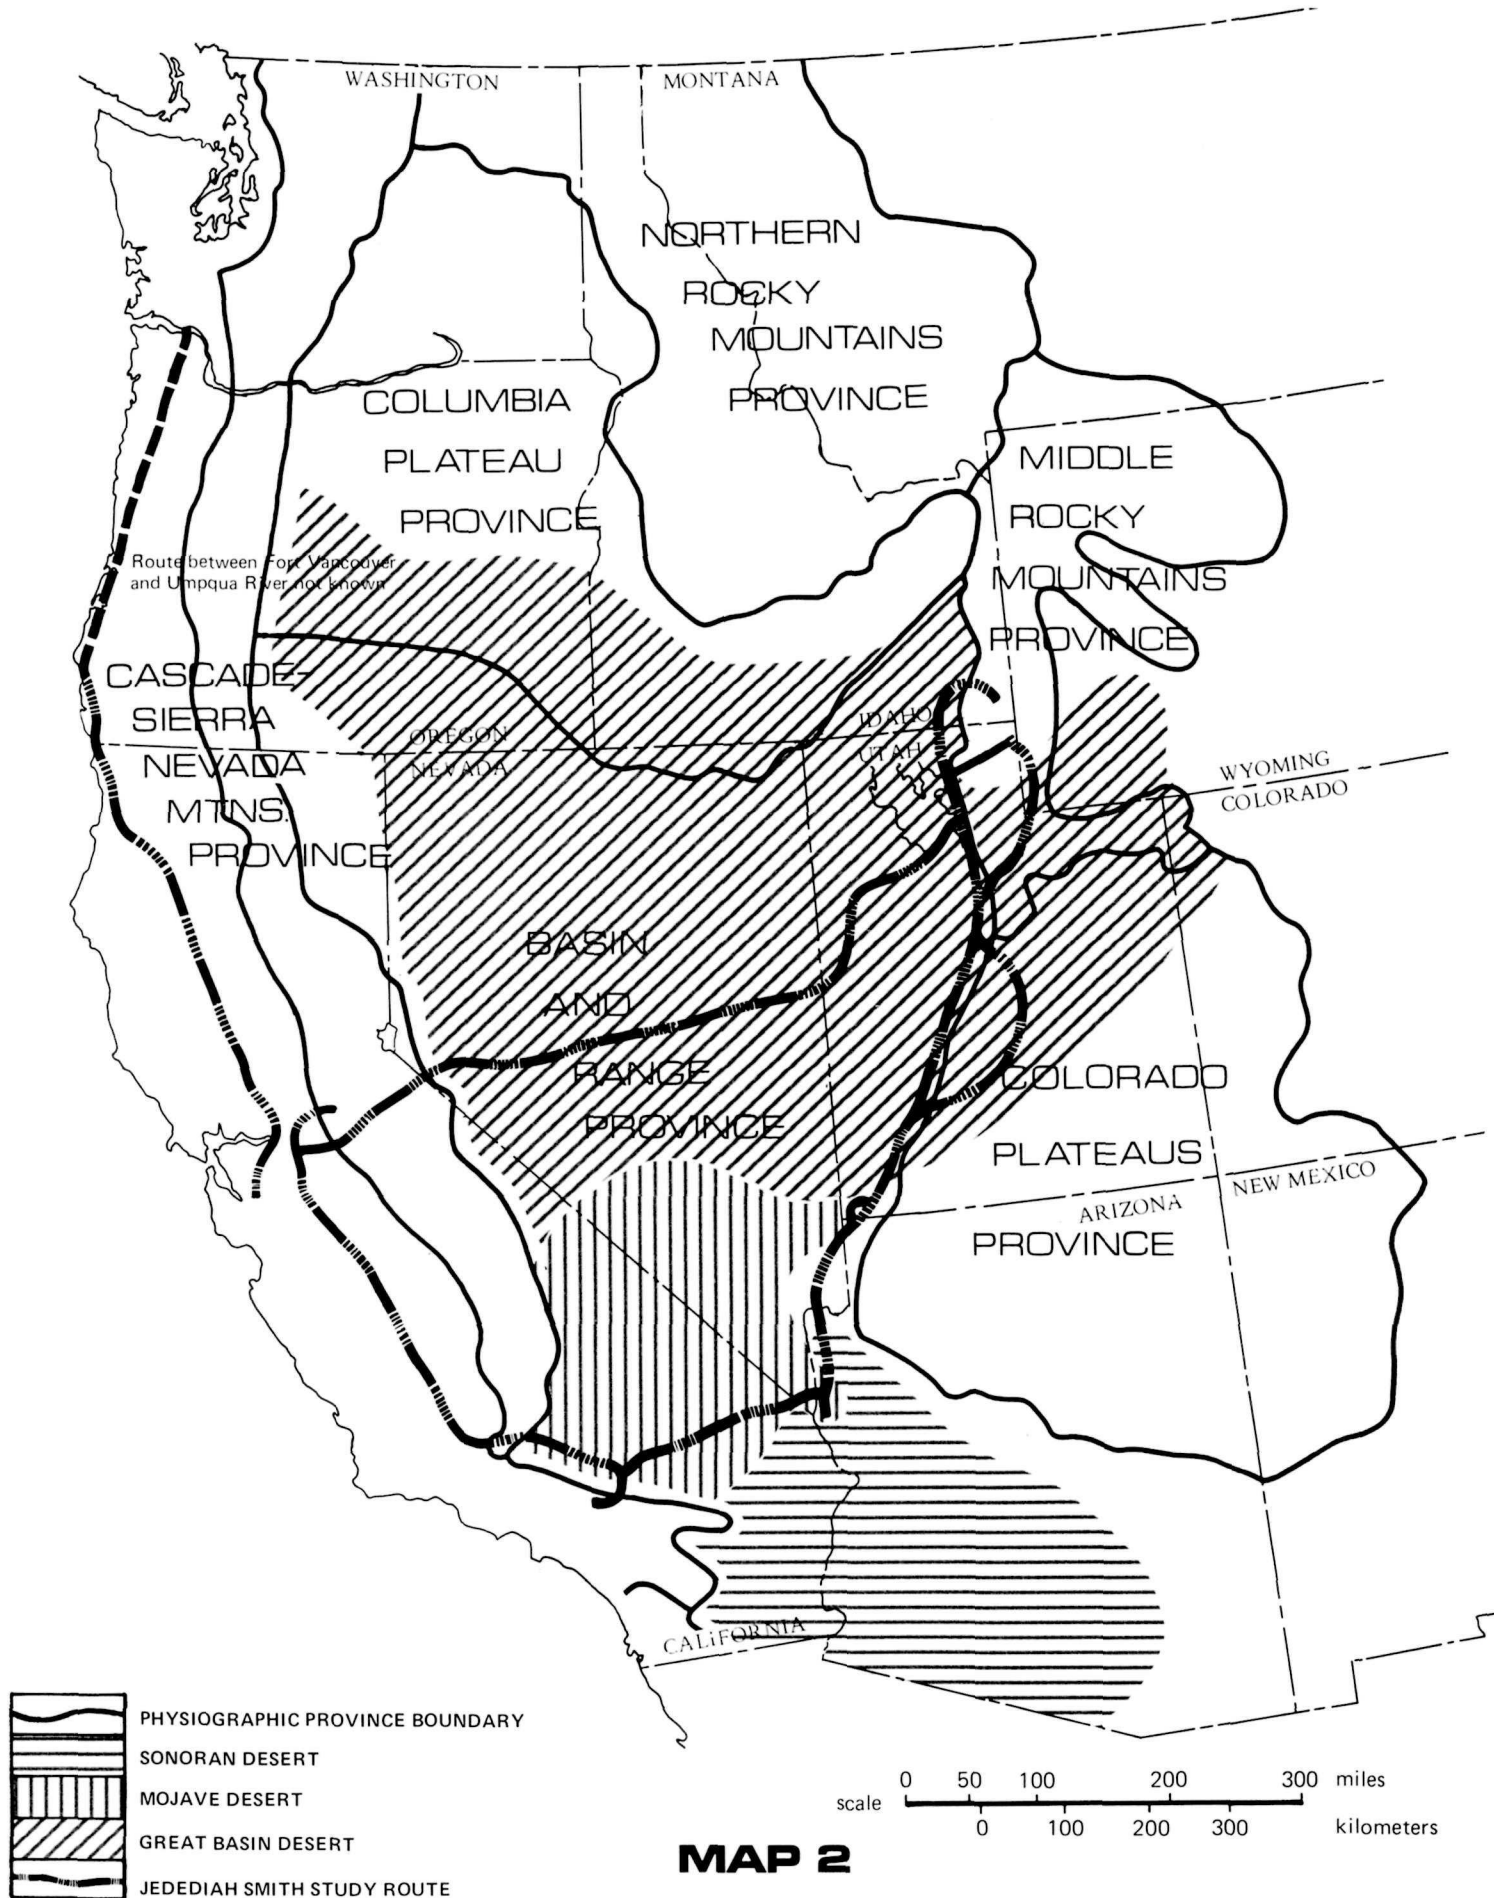 WASHINGTON
MONTANA
NORTHERN
ROCKY
MOUNTAINS
PROVINCE
COLUMBIA
PLATEAU
PROVINCE
MIDDLE
ROCKY
MOUNTAINS
PROVINCE
Route between Fort Vancouver
and Umpqua River not known
CASCADE-
SIERRA
NEVADA
MTNS.
PROVINCE
OREGON
NEVADA
IDAHO
UTAH
WYOMING
COLORADO
BASIN
AND
RANGE
PROVINCE
COLORADO
PLATEAUS
PROVINCE
ARIZONA
NEW MEXICO
CALiFORNIA
PHYSIOGRAPHIC PROVINCE BOUNDARY
SONORAN DESERT
MOJAVE DESERT
GREAT BASIN DESERT
JEDEDIAH SMITH STUDY ROUTE
0 50 100 200 300 miles
scale
0 100 200 300 kilometers
MAP 2